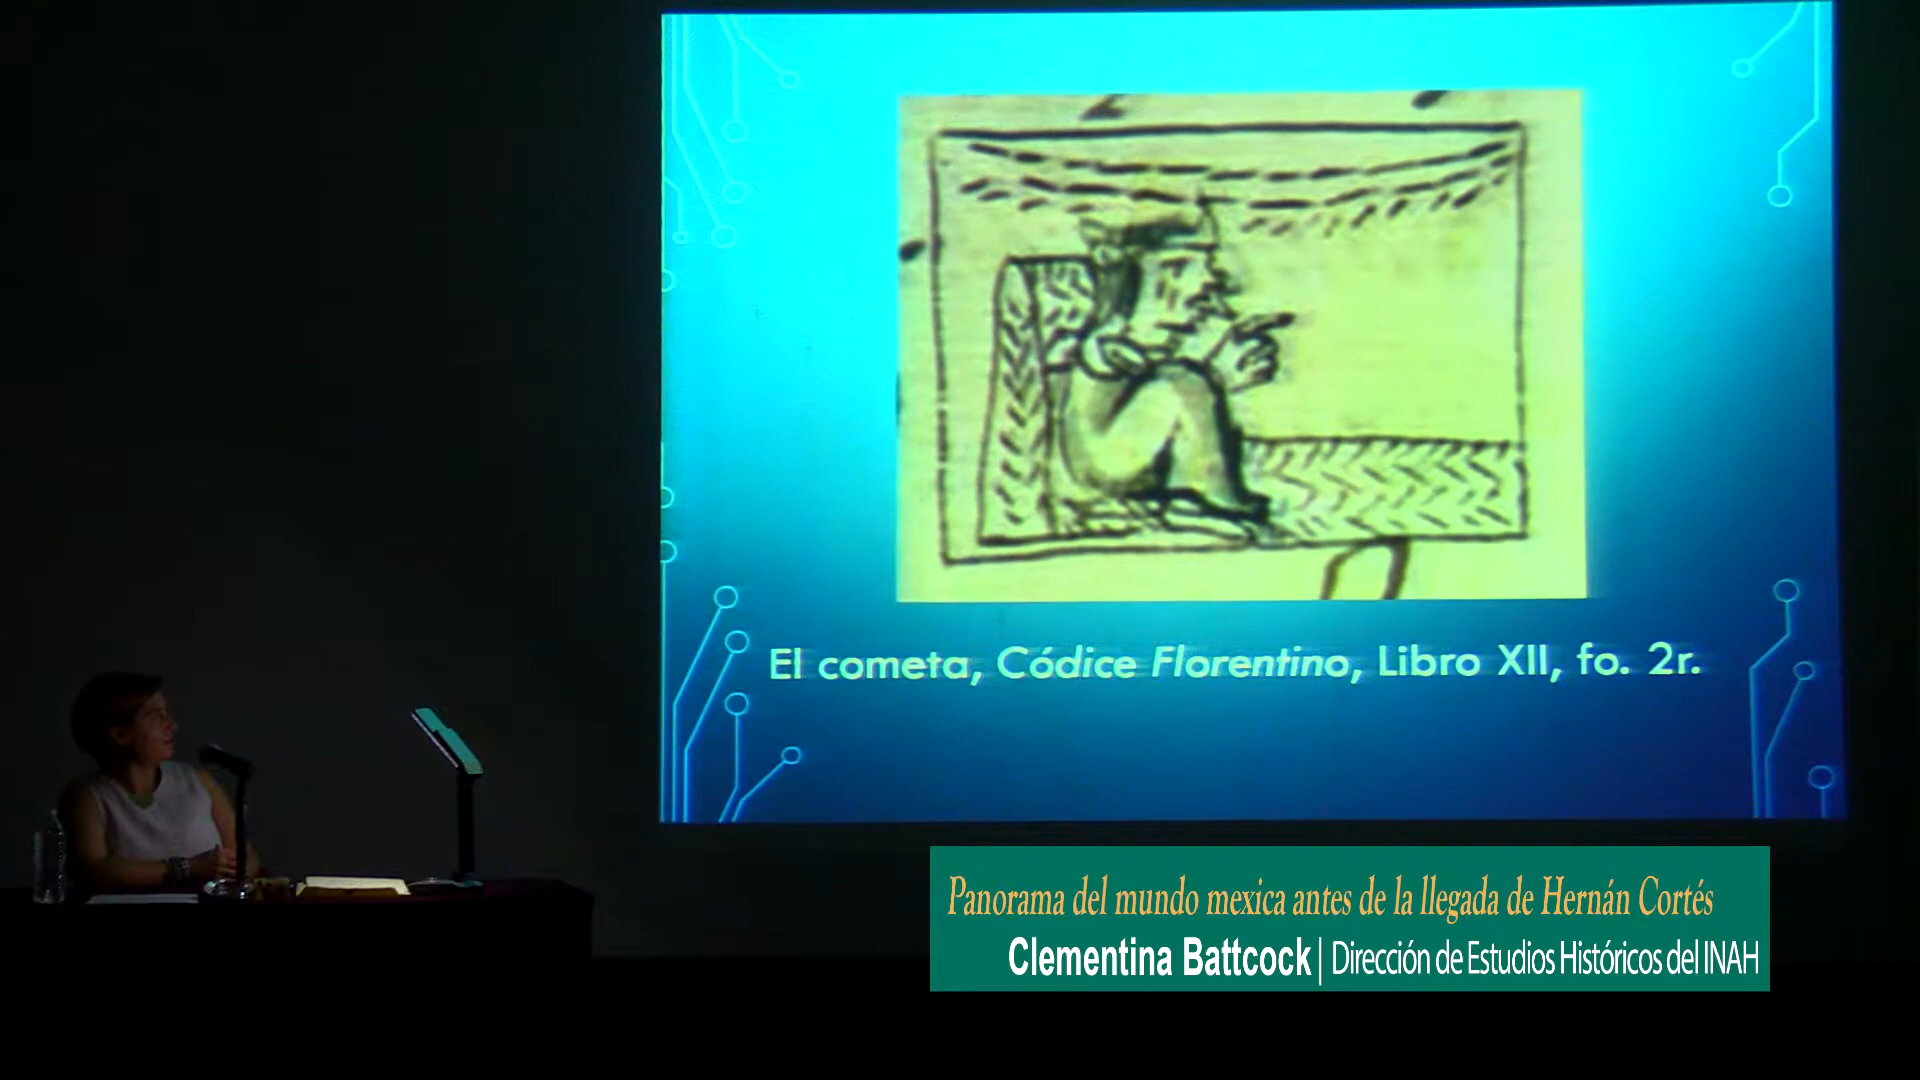 El cometa, Códice Florentino, Libro XII, fo. 2r.
Panorama del mundo mexica antes de la llegada de Hernán Cortés
Clementina Battcock | Dirección de Estudios Históricos del INAH